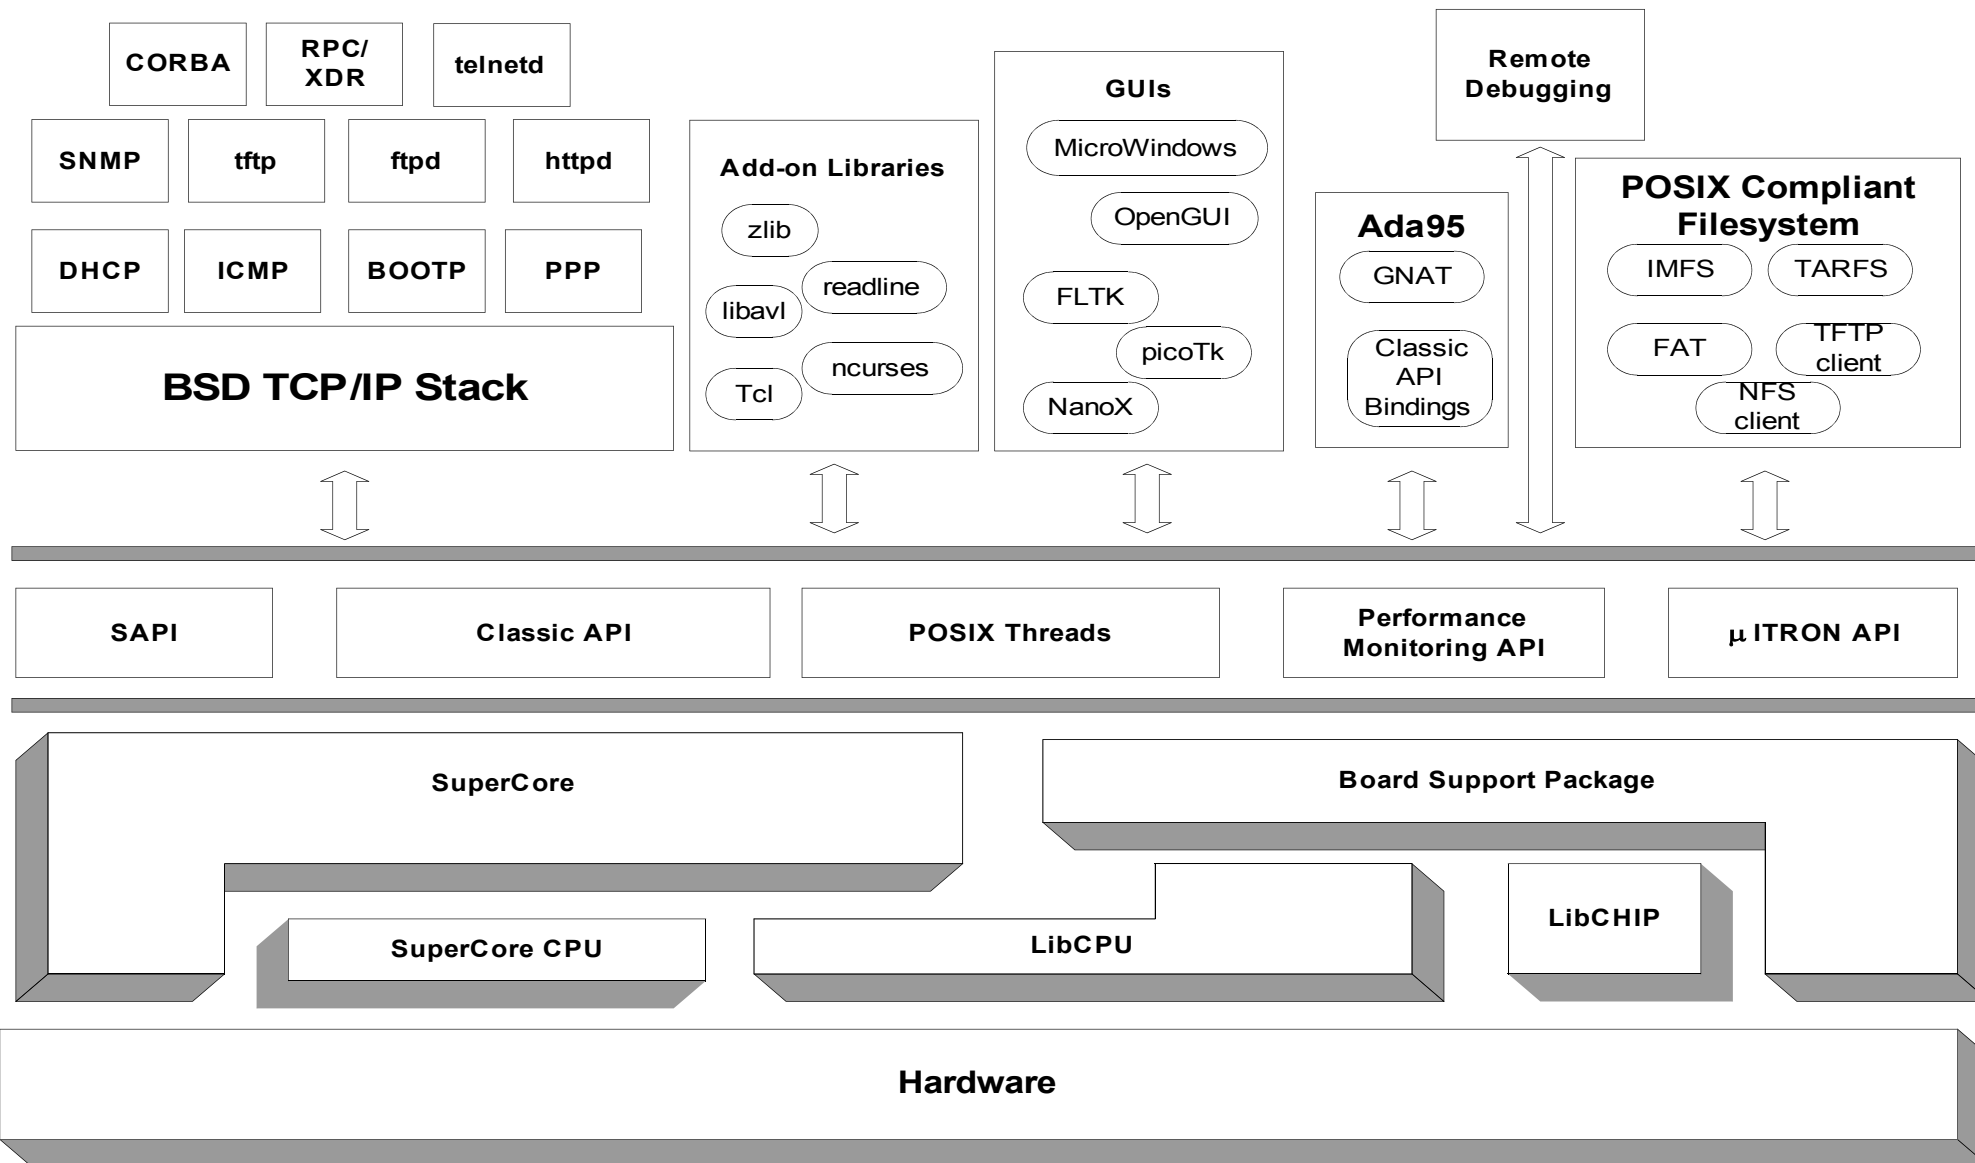 CORBA
RPC/
XDR
telnetd
SNMP
tftp
ftpd
httpd
DHCP
ICMP
BOOTP
PPP
BSD TCP/IP Stack
Add-on Libraries
zlib
readline
libavl
ncurses
Tcl
GUIs
MicroWindows
OpenGUI
FLTK
picoTk
NanoX
Ada95
GNAT
Classic
API
Bindings
Remote
Debugging
POSIX Compliant
Filesystem
IMFS
TARFS
FAT
TFTP
client
NFS
client
SAPI
Classic API
POSIX Threads
Performance
Monitoring API
μ ITRON API
SuperCore
Board Support Package
SuperCore CPU
LibCPU
LibCHIP
Hardware